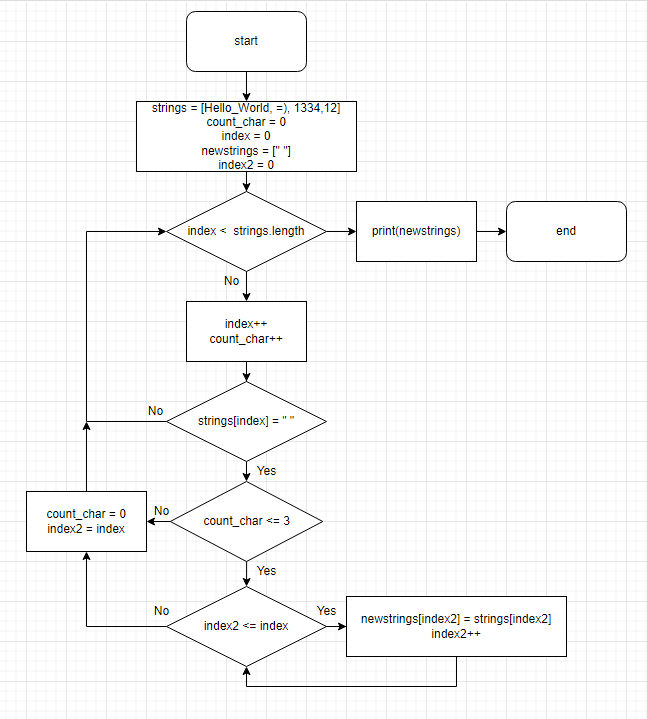 start
strings = [Hello_World, =), 1334,12]
count_char = 0
index = 0
newstrings = [" "]
index2 = 0
index < strings.length
print(newstrings)
end
No
index++
count_char++
No
strings[index] = " "
Yes
count_char = 0
index2 = index
No
count_char <= 3
Yes
No
index2 <= index
Yes
newstrings[index2] = strings[index2]
index2++